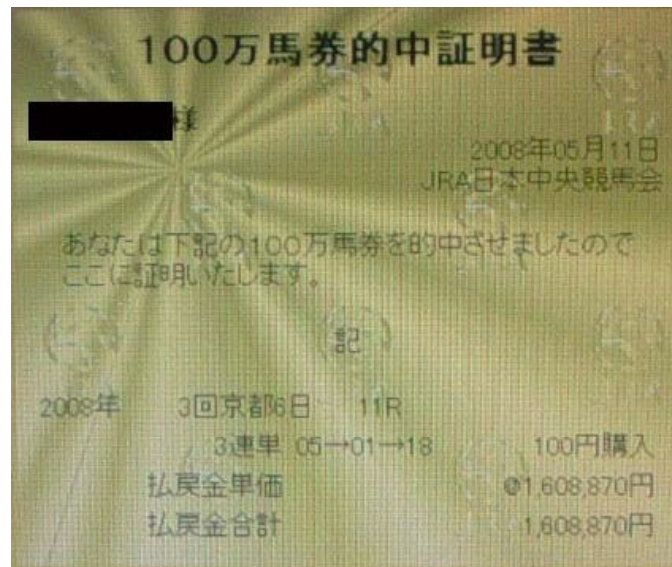 100万馬券的中証明書
様
2008年05月11日
JRA日本中央競馬会
あなたは下記の100万馬券を的中させましたので
ここに証明いたします。
記
2008年 3回京都6日 11R
3連単 05→01→18 100円購入
払戻金単価 @1,608,870円
払戻金合計 1,608,870円